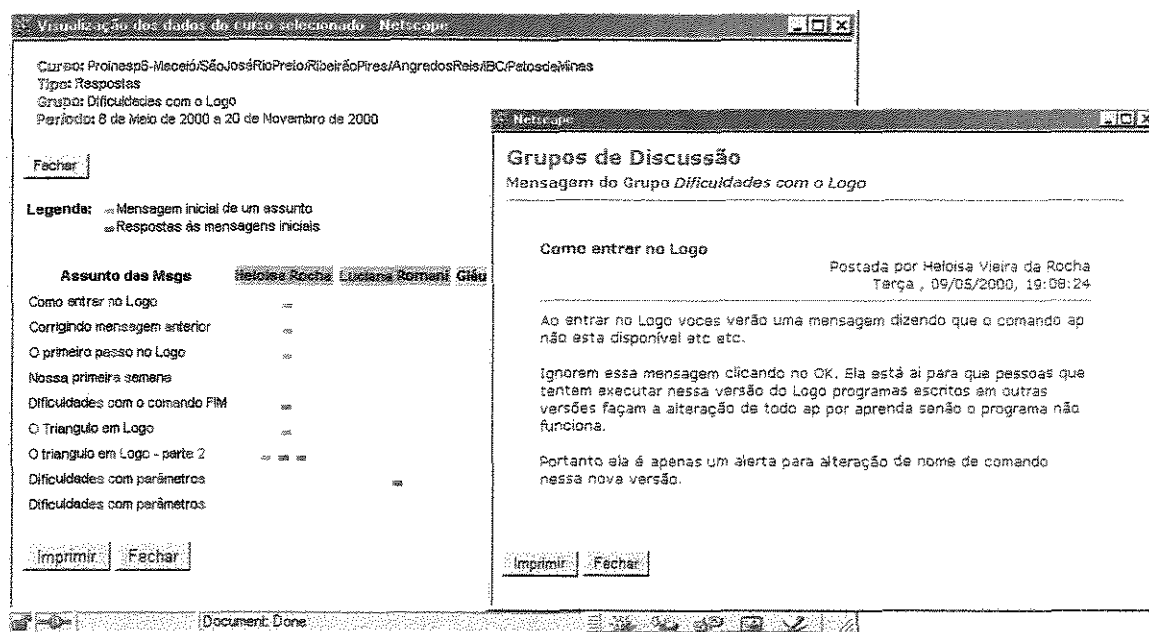 Visualização dos dados do curso selecionado - Netscape
Curso: Proinesp6-Maceió/SãoJoséRioPreto/RibeirãoPires/AngradosReis/IBC/PatosdeMinas
Tipo: Respostas
Grupo: Dificuldades com o Logo
Período: 8 de Maio de 2000 a 20 de Novembro de 2000
Fechar
Legenda: Mensagem inicial de um assunto
Respostas às mensagens iniciais
Assunto das Msgs Heloisa Rocha Luciana Romani Gláu
Como entrar no Logo
Corrigindo mensagem anterior
O primeiro passo no Logo
Nossa primeira semana
Dificuldades com o comando FIM
O Triangulo em Logo
O triangulo em Logo - parte 2
Dificuldades com parâmetros
Dificuldades com parâmetros
Imprimir Fechar
Document: Done
Netscape
Grupos de Discussão
Mensagem do Grupo Dificuldades com o Logo
Como entrar no Logo
Postada por Heloisa Vieira da Rocha
Terça , 09/05/2000, 19:08:24
Ao entrar no Logo voces verão uma mensagem dizendo que o comando ap
não esta disponível etc etc.
Ignorem essa mensagem clicando no OK. Ela está ai para que pessoas que
tentem executar nessa versão do Logo programas escritos em outras
versões façam a alteração de todo ap por aprenda senão o programa não
funciona.
Portanto ela é apenas um alerta para alteração de nome de comando
nessa nova versão.
Imprimir Fechar